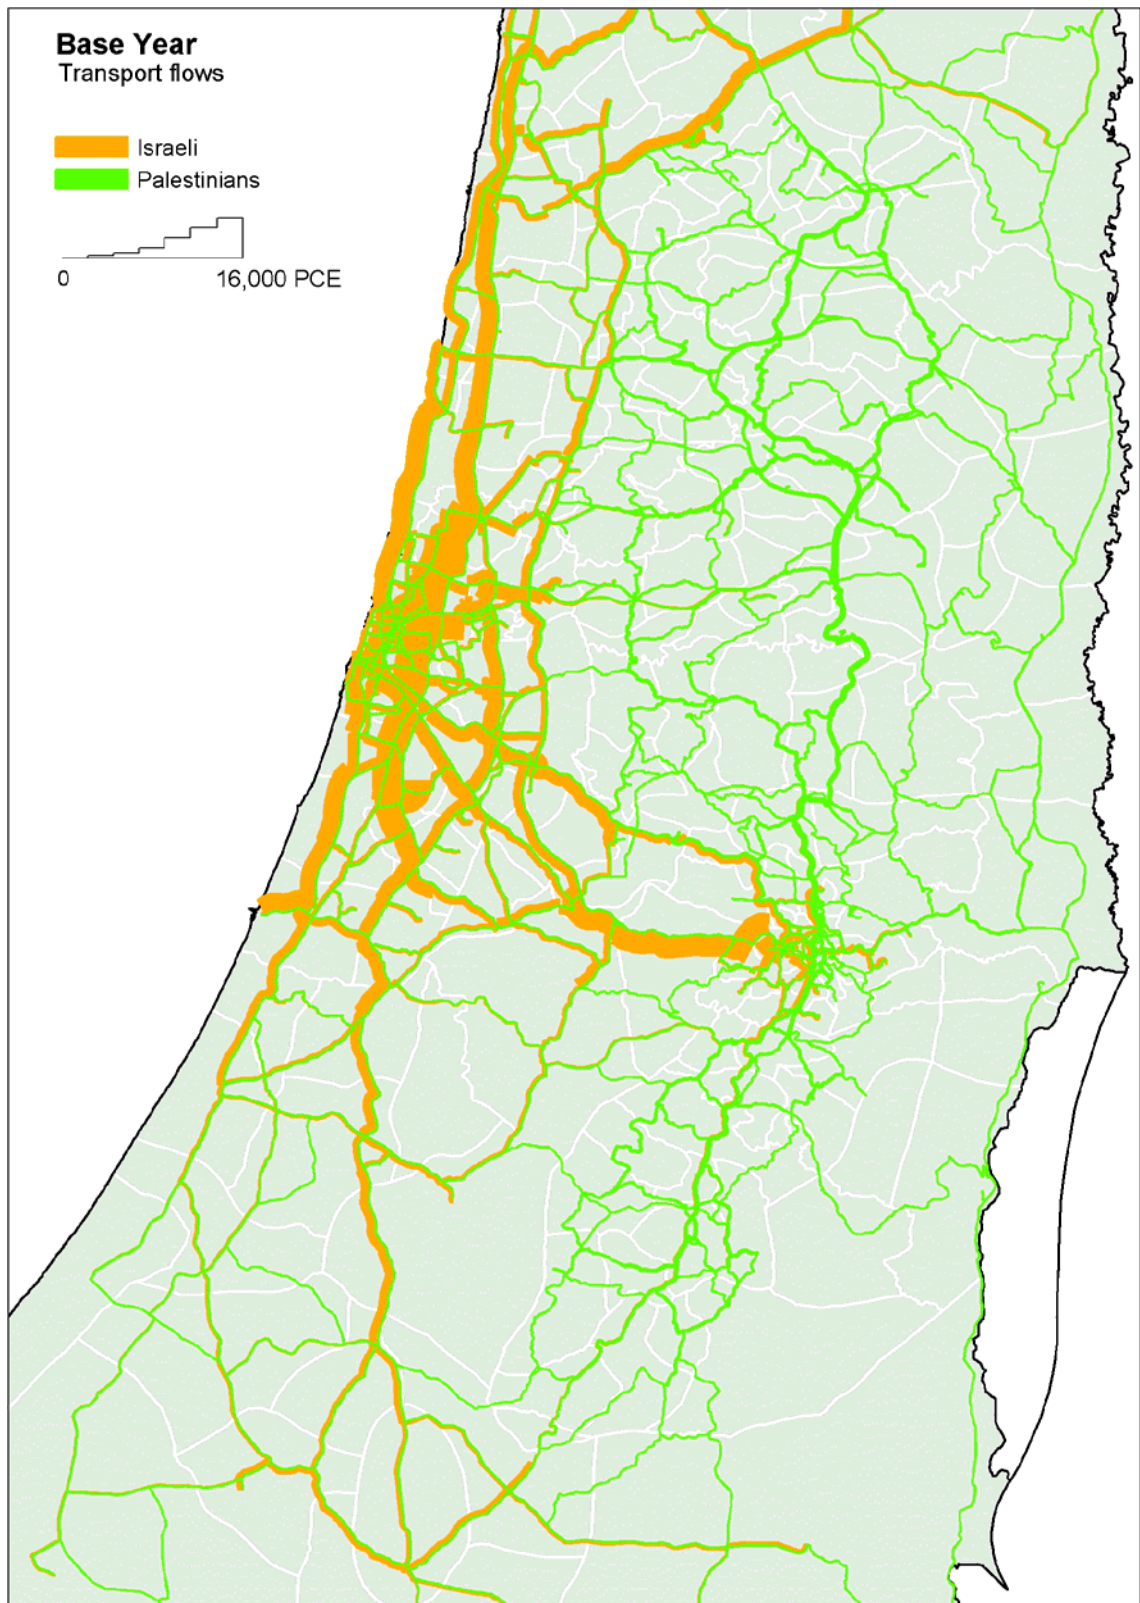 Base Year
Transport flows
Israeli
Palestinians
0 16,000 PCE